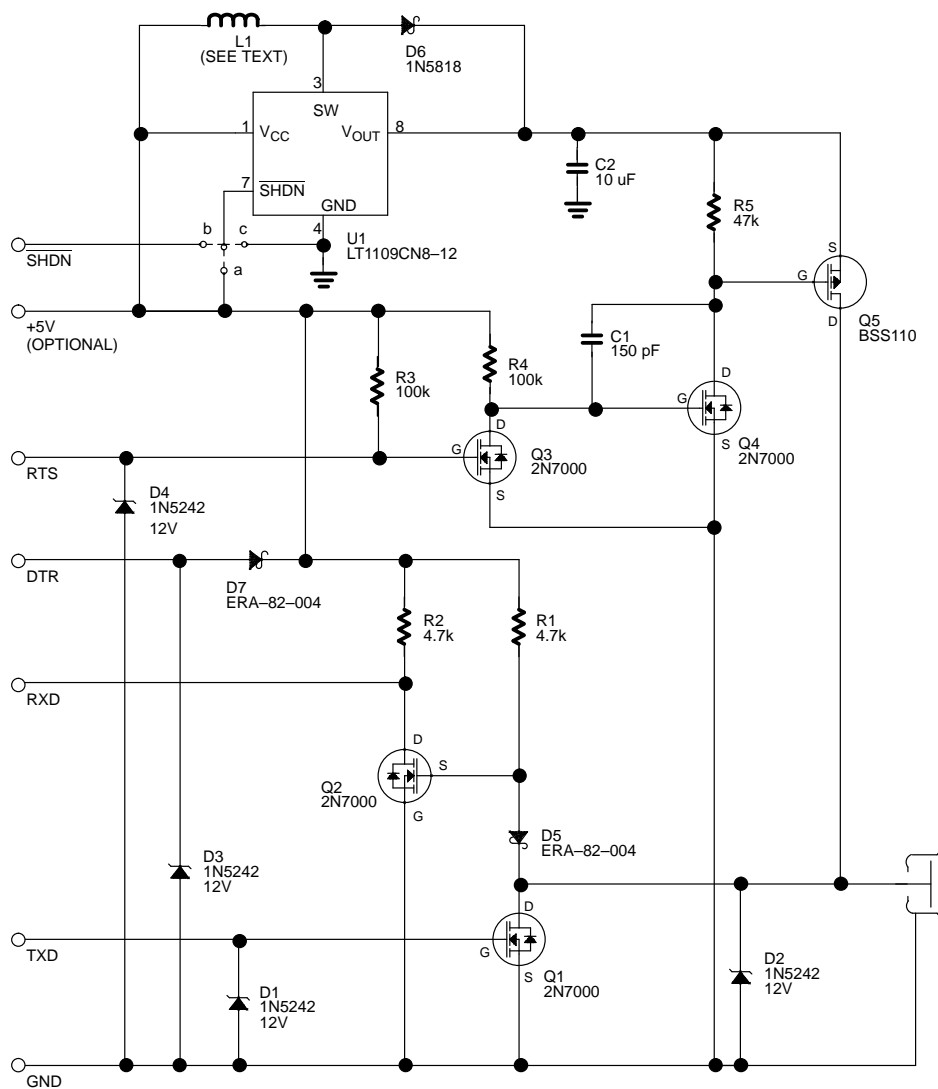 L1
(SEE TEXT)
D6
1N5818
3
SW
1
VCC
VOUT
8
7
SHDN
GND
4
U1
LT1109CN8–12
C2
10 uF
R5
47k
b
c
a
SHDN
S
G
D
Q5
BSS110
+5V
(OPTIONAL)
C1
150 pF
R3
100k
R4
100k
D
G
S
Q4
2N7000
RTS
D
G
S
Q3
2N7000
D4
1N5242
12V
DTR
D7
ERA–82–004
R2
4.7k
R1
4.7k
RXD
D
S
G
Q2
2N7000
D5
ERA–82–004
D3
1N5242
12V
TXD
D
G
S
Q1
2N7000
D1
1N5242
12V
D2
1N5242
12V
GND